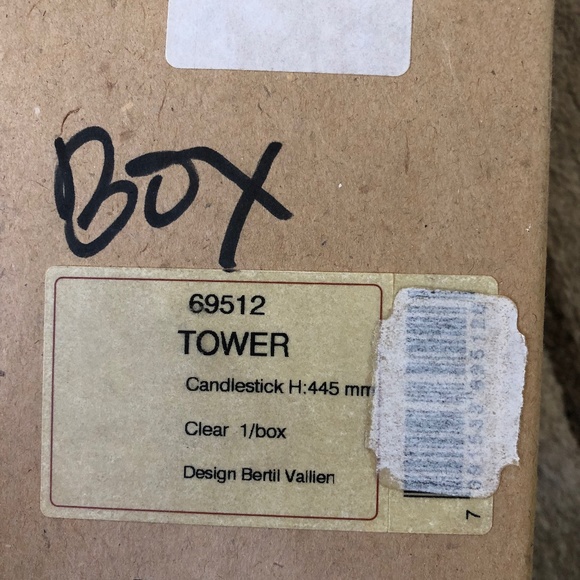 BOX
69512
TOWER
Candlestick H:445 mm
Clear 1/box
Design Bertil Vallien
7